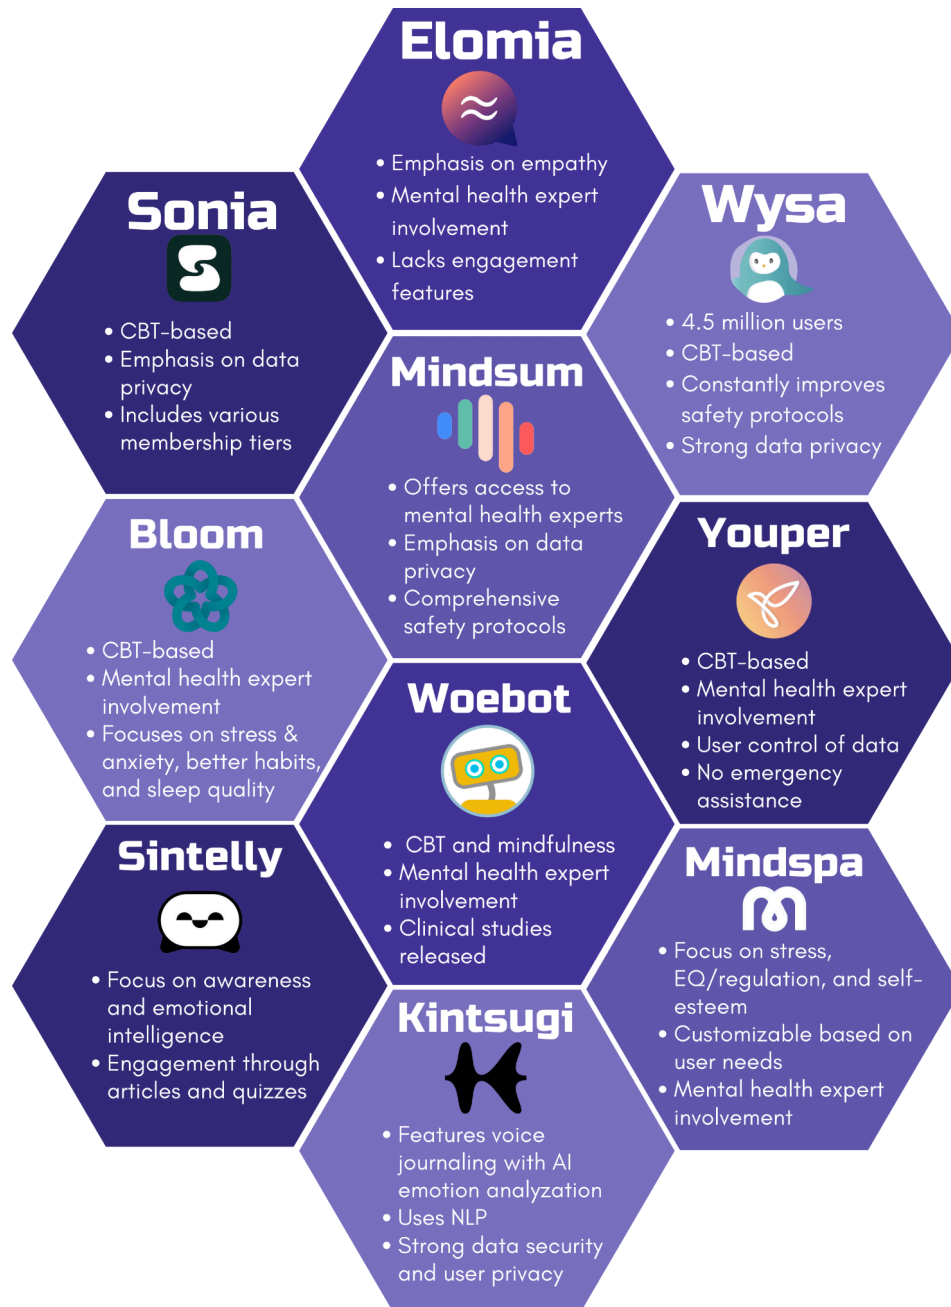 Elomia
• Emphasis on empathy
• Mental health expert
involvement
• Lacks engagement
features
Sonia
• CBT-based
• Emphasis on data
privacy
• Includes various
membership tiers
Wysa
• 4.5 million users
• CBT-based
• Constantly improves
safety protocols
• Strong data privacy
Mindsum
• Offers access to
mental health experts
• Emphasis on data
privacy
• Comprehensive
safety protocols
Bloom
• CBT-based
• Mental health expert
involvement
• Focuses on stress &
anxiety, better habits,
and sleep quality
Youper
• CBT-based
• Mental health expert
involvement
• User control of data
• No emergency
assistance
Woebot
• CBT and mindfulness
• Mental health expert
involvement
• Clinical studies
released
Sintelly
• Focus on awareness
and emotional
intelligence
• Engagement through
articles and quizzes
Mindspa
• Focus on stress,
EQ/regulation, and self-
esteem
• Customizable based on
user needs
• Mental health expert
involvement
Kintsugi
• Features voice
journaling with AI
emotion analyzation
• Uses NLP
• Strong data security
and user privacy